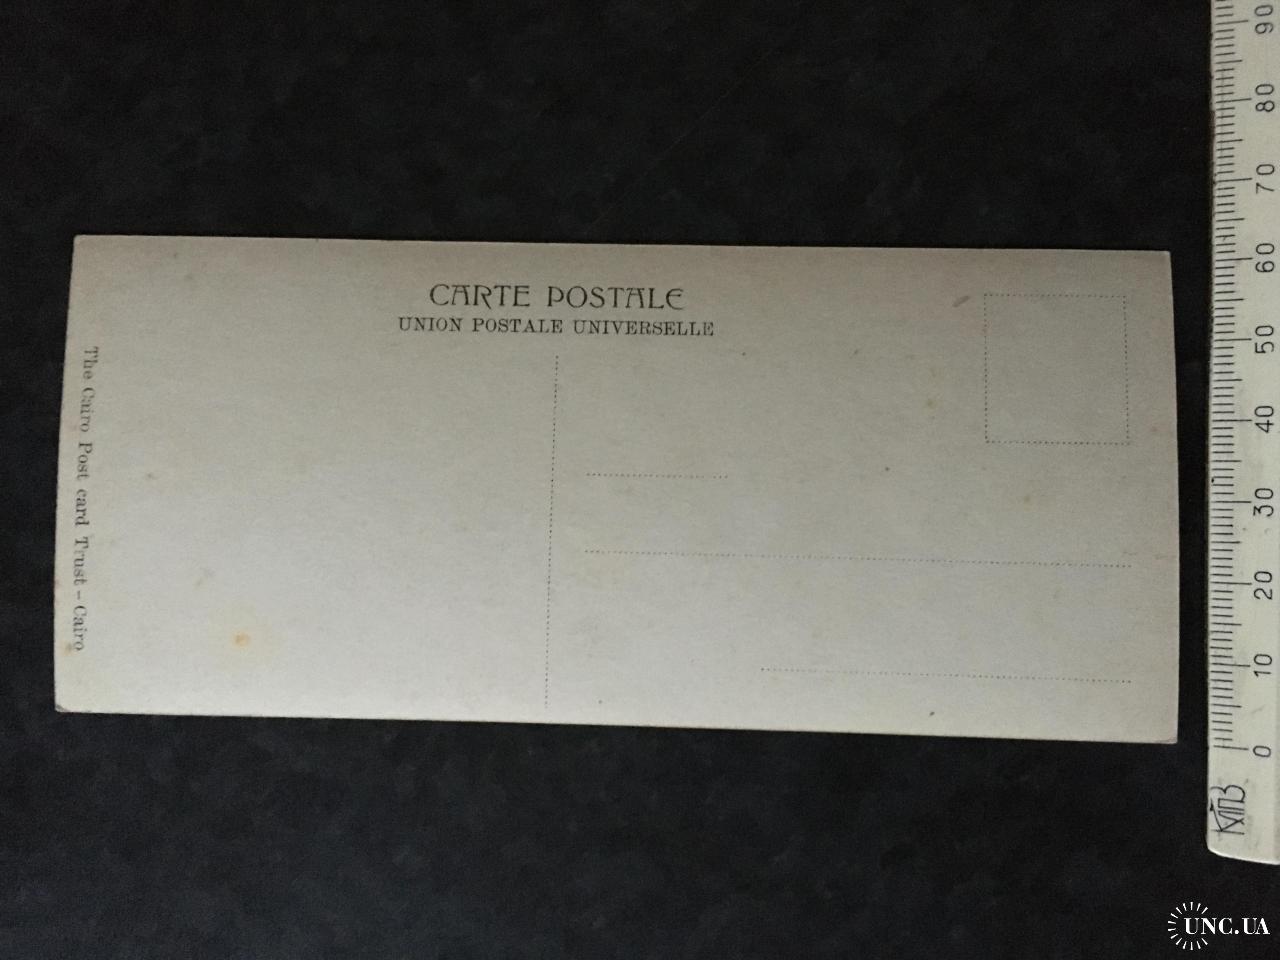 CARTE POSTALE
UNION POSTALE UNIVERSELLE
The Cairo Post card Trust – Cairo
90
80
70
60
50
40
30
20
10
0
UNC.UA